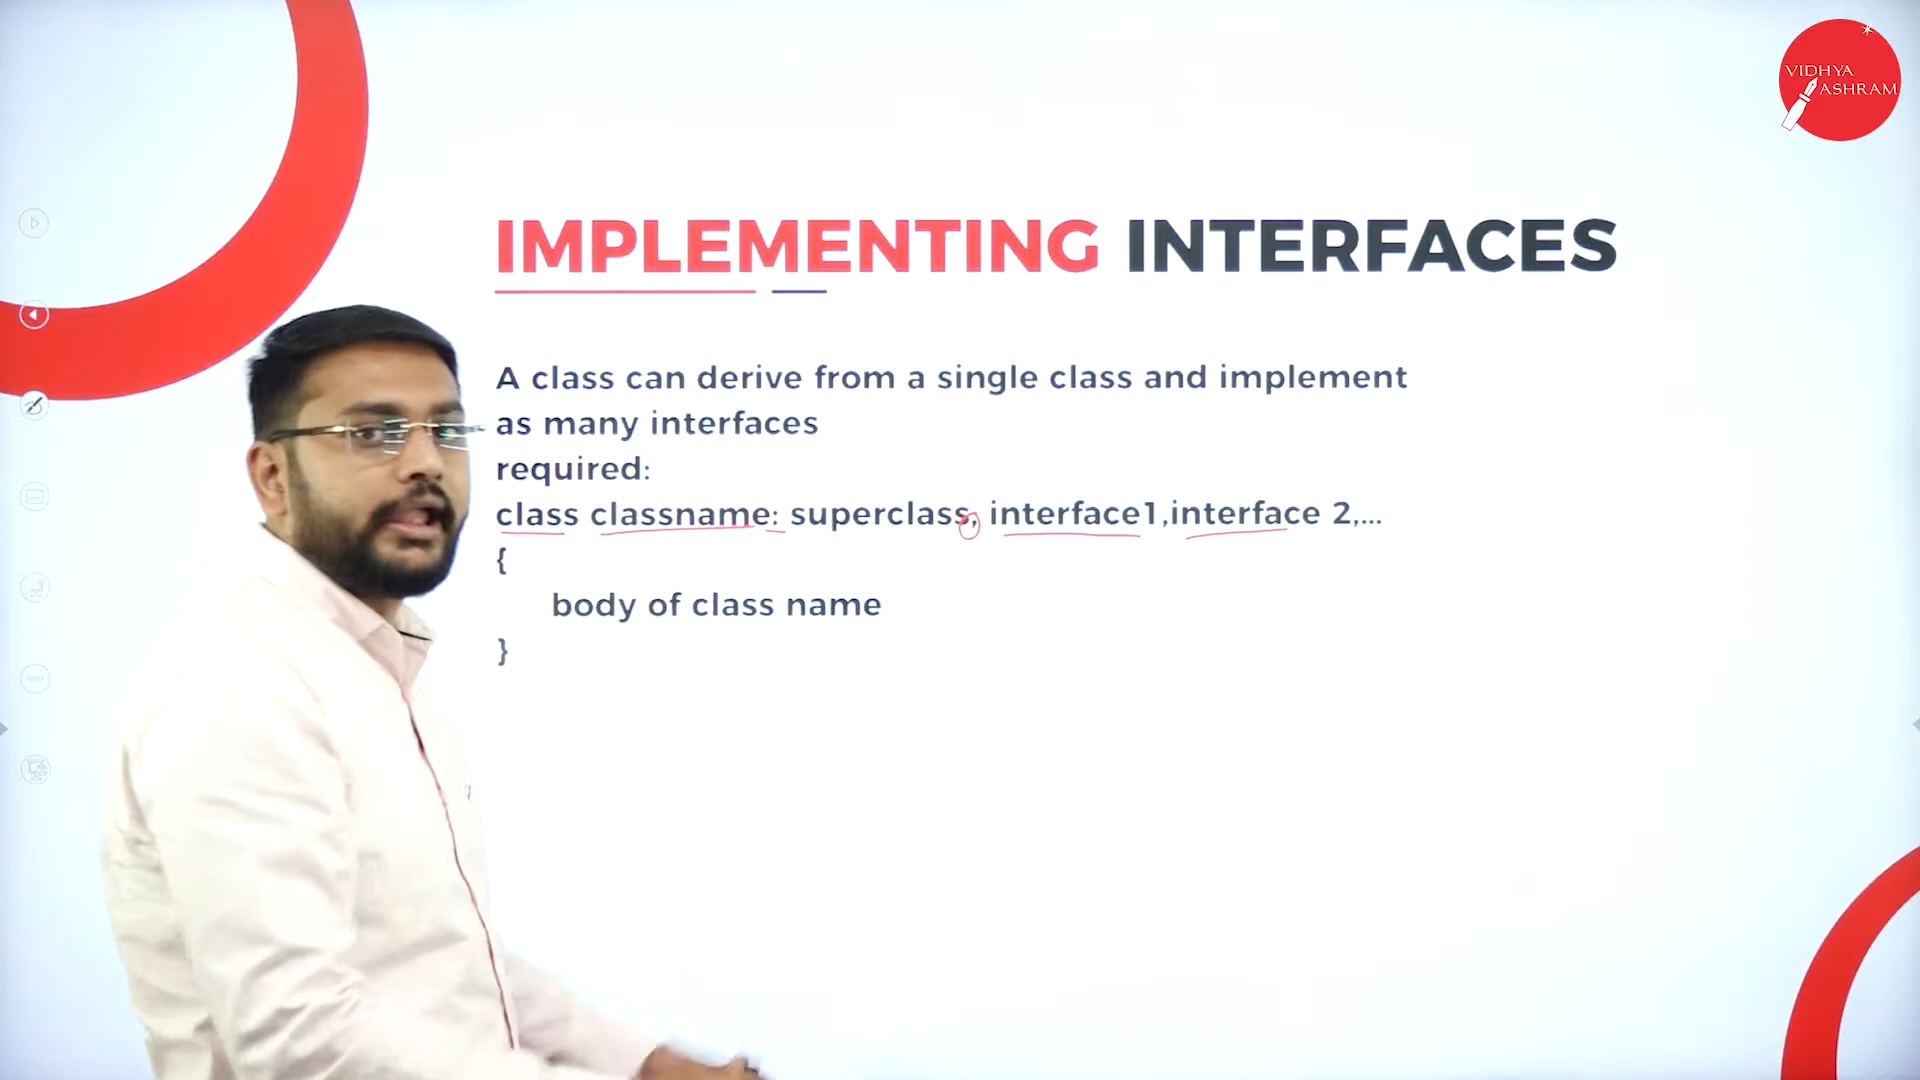 VIDHYA
ASHRAM
IMPLEMENTING INTERFACES
A class can derive from a single class and implement
as many interfaces
required:
class classname: superclass, interface1,interface 2,...
{
body of class name
}